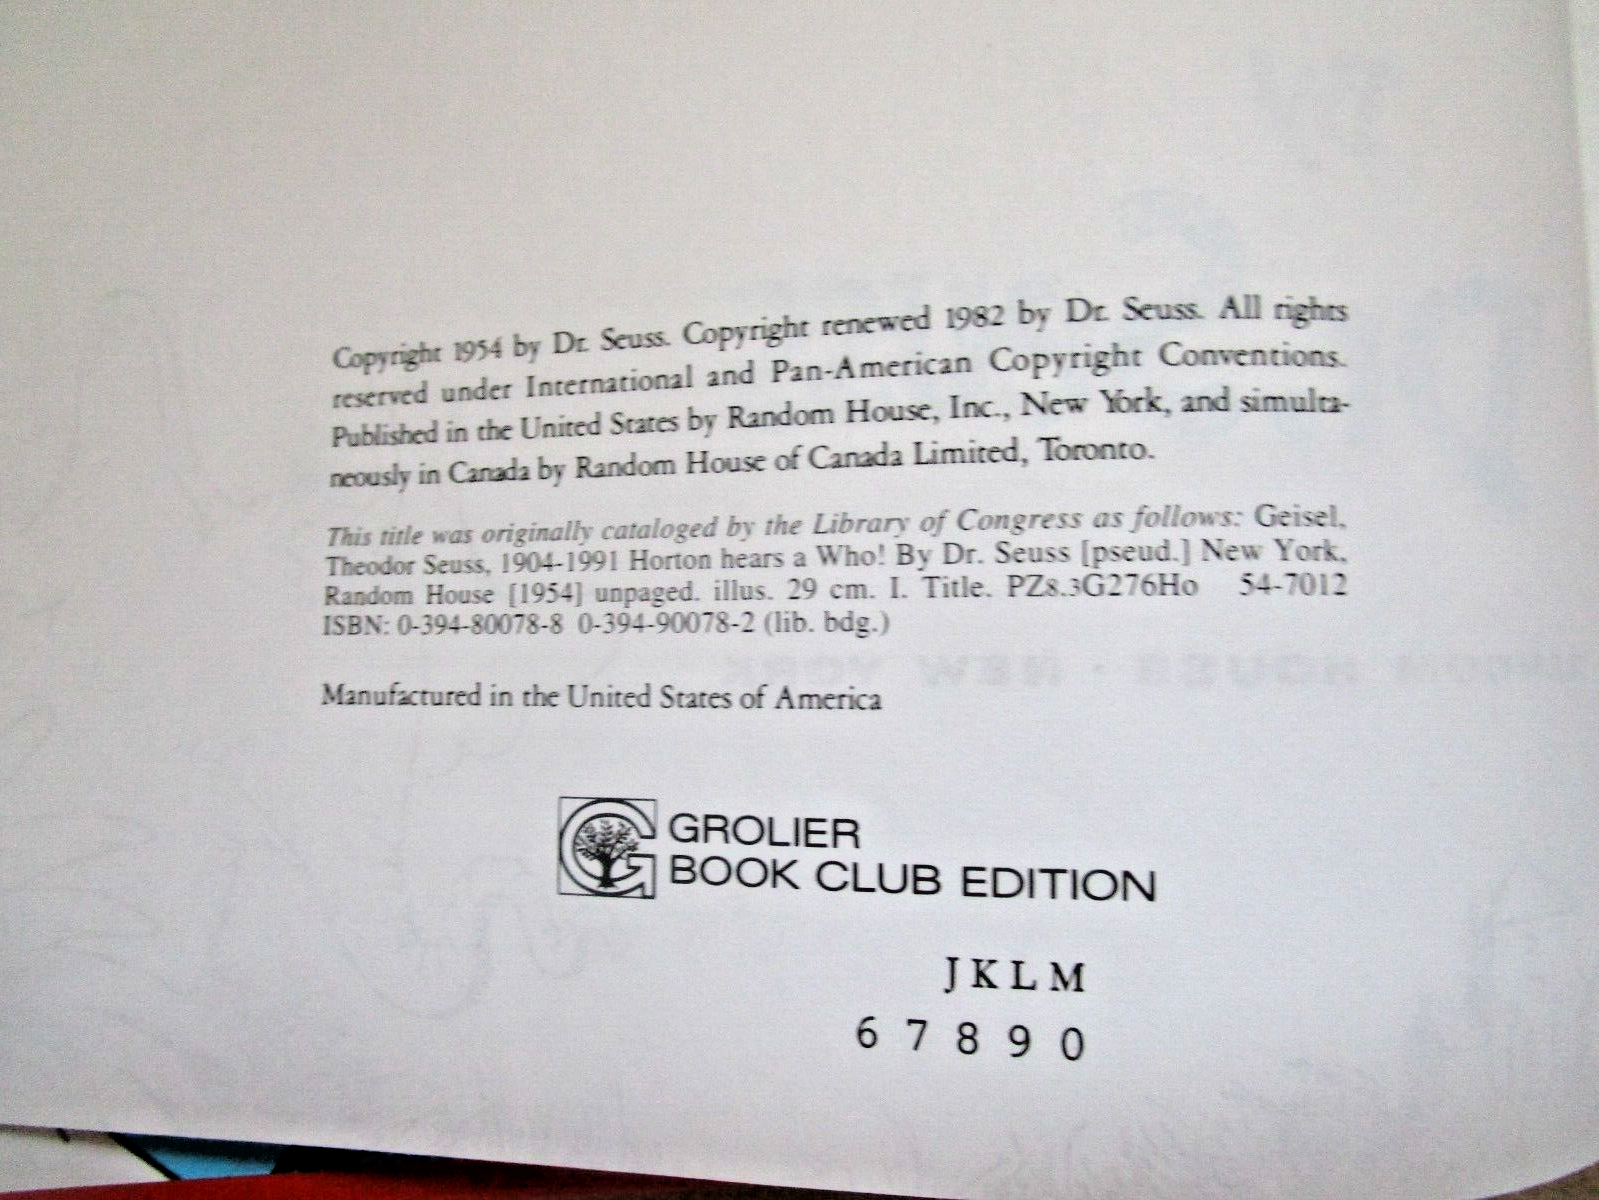 Copyright 1954 by Dr. Seuss. Copyright renewed 1982 by Dr. Seuss. All rights
reserved under International and Pan-American Copyright Conventions.
Published in the United States by Random House, Inc., New York, and simulta-
neously in Canada by Random House of Canada Limited, Toronto.
This title was originally cataloged by the Library of Congress as follows: Geisel,
Theodor Seuss, 1904-1991 Horton hears a Who! By Dr. Seuss [pseud.] New York,
Random House [1954] unpaged. illus. 29 cm. I. Title. PZ8.3G276Ho 54-7012
ISBN: 0-394-80078-8 0-394-90078-2 (lib. bdg.)
Manufactured in the United States of America
GROLIER
BOOK CLUB EDITION
J K L M
6 7 8 9 0